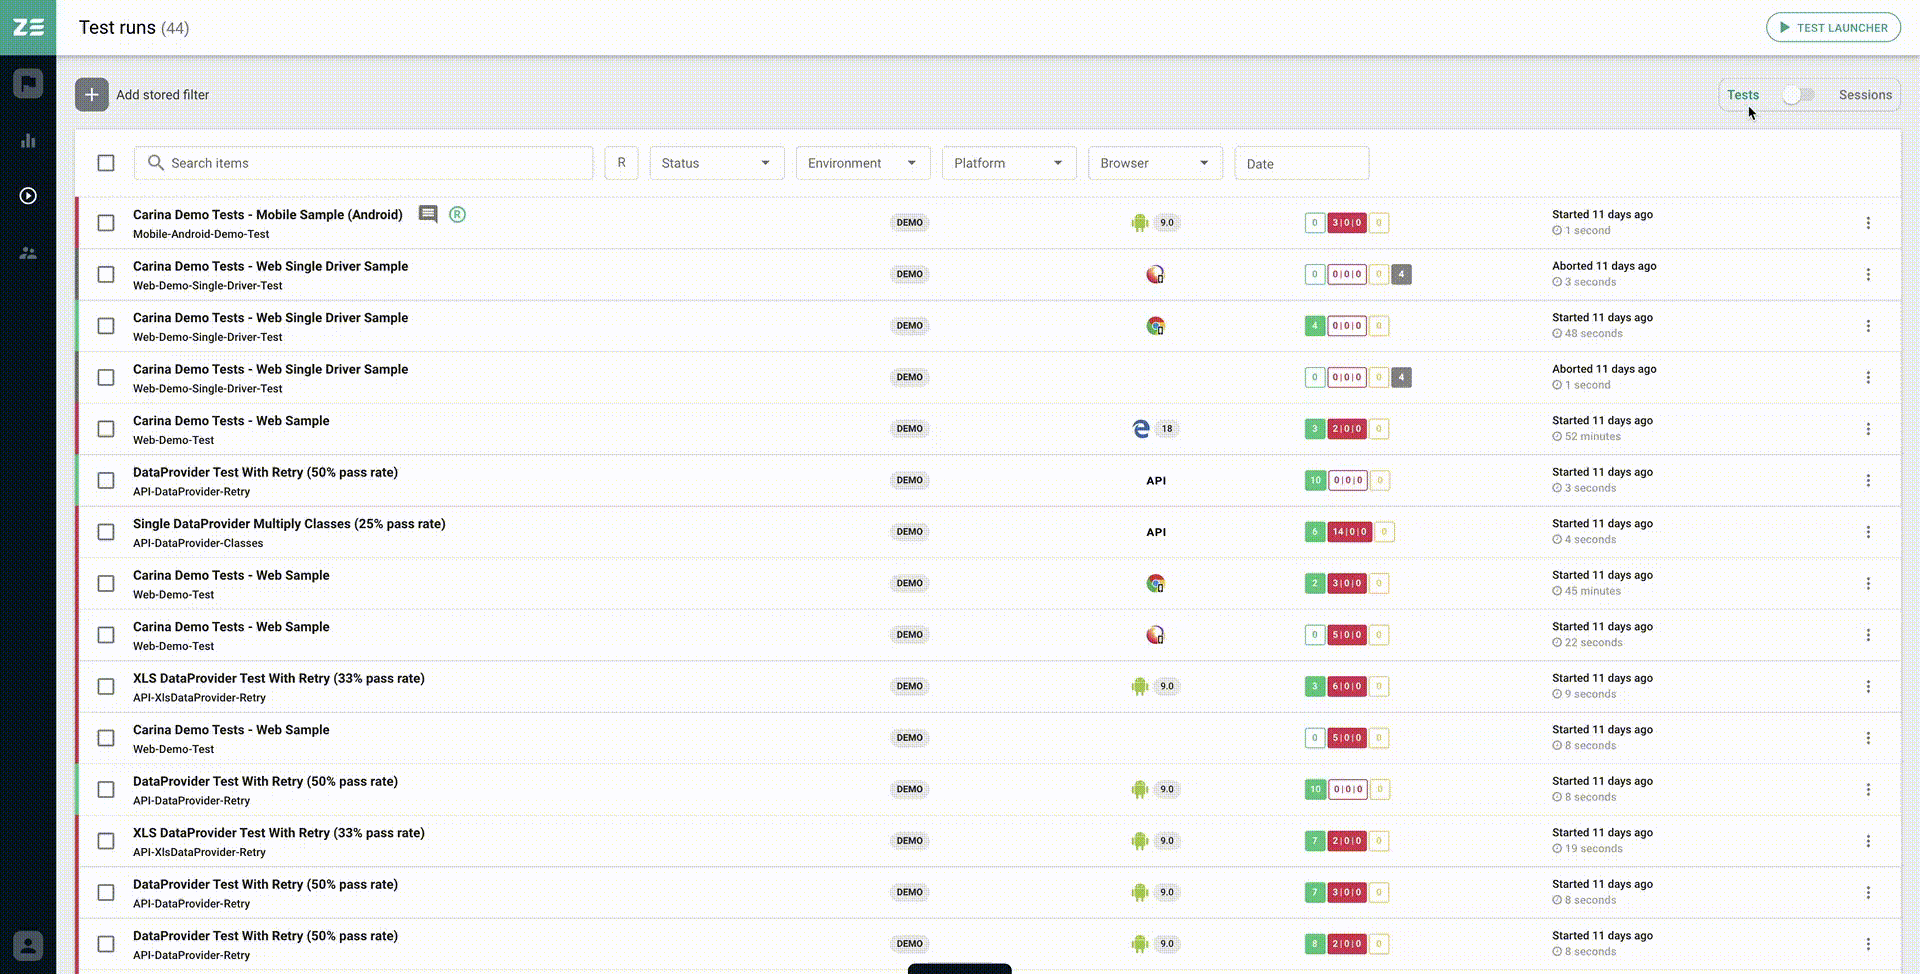 ZE
Test runs (44)
TEST LAUNCHER
Add stored filter
Tests
Sessions
Search items
R
Status
Environment
Platform
Browser
Date
Carina Demo Tests - Mobile Sample (Android)
R
Mobile-Android-Demo-Test
DEMO
9.0
0 3|0|0 0
Started 11 days ago
1 second
Carina Demo Tests - Web Single Driver Sample
Web-Demo-Single-Driver-Test
DEMO
0 0|0|0 0 4
Aborted 11 days ago
3 seconds
Carina Demo Tests - Web Single Driver Sample
Web-Demo-Single-Driver-Test
DEMO
4 0|0|0 0
Started 11 days ago
48 seconds
Carina Demo Tests - Web Single Driver Sample
Web-Demo-Single-Driver-Test
DEMO
0 0|0|0 0 4
Aborted 11 days ago
1 second
Carina Demo Tests - Web Sample
Web-Demo-Test
DEMO
18
3 2|0|0 0
Started 11 days ago
52 minutes
DataProvider Test With Retry (50% pass rate)
API-DataProvider-Retry
DEMO
API
10 0|0|0 0
Started 11 days ago
3 seconds
Single DataProvider Multiply Classes (25% pass rate)
API-DataProvider-Classes
DEMO
API
6 14|0|0 0
Started 11 days ago
4 seconds
Carina Demo Tests - Web Sample
Web-Demo-Test
DEMO
2 3|0|0 0
Started 11 days ago
45 minutes
Carina Demo Tests - Web Sample
Web-Demo-Test
DEMO
0 5|0|0 0
Started 11 days ago
22 seconds
XLS DataProvider Test With Retry (33% pass rate)
API-XlsDataProvider-Retry
DEMO
9.0
3 6|0|0 0
Started 11 days ago
9 seconds
Carina Demo Tests - Web Sample
Web-Demo-Test
DEMO
0 5|0|0 0
Started 11 days ago
8 seconds
DataProvider Test With Retry (50% pass rate)
API-DataProvider-Retry
DEMO
9.0
10 0|0|0 0
Started 11 days ago
8 seconds
XLS DataProvider Test With Retry (33% pass rate)
API-XlsDataProvider-Retry
DEMO
9.0
7 2|0|0 0
Started 11 days ago
19 seconds
DataProvider Test With Retry (50% pass rate)
API-DataProvider-Retry
DEMO
9.0
7 3|0|0 0
Started 11 days ago
8 seconds
DataProvider Test With Retry (50% pass rate)
API-DataProvider-Retry
DEMO
9.0
8 2|0|0 0
Started 11 days ago
8 seconds